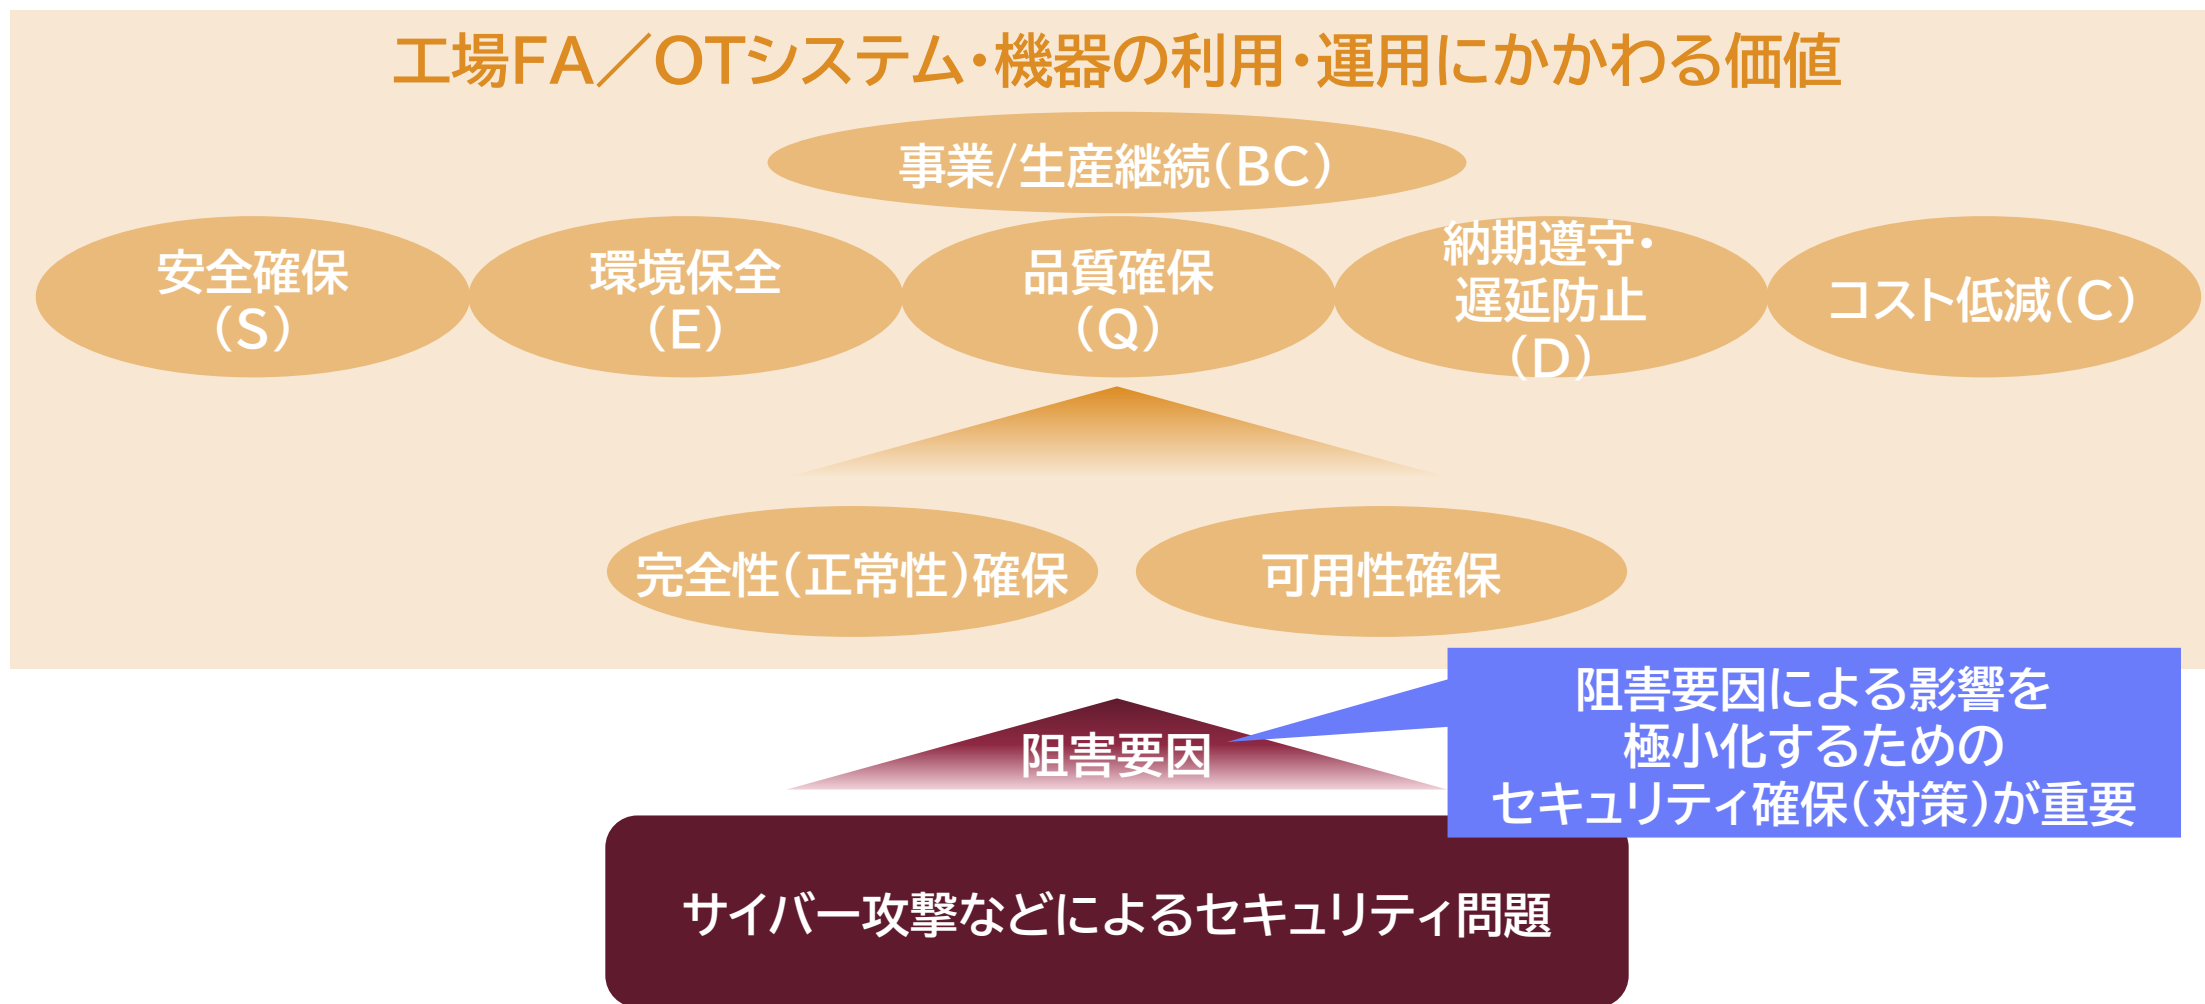 工場FA／OTシステム・機器の利用・運用にかかわる価値
事業/生産継続（BC）
安全確保
（S）
環境保全
（E）
品質確保
（Q）
納期遵守・
遅延防止
（D）
コスト低減（C）
完全性（正常性）確保
可用性確保
阻害要因
阻害要因による影響を
極小化するための
セキュリティ確保（対策）が重要
サイバー攻撃などによるセキュリティ問題